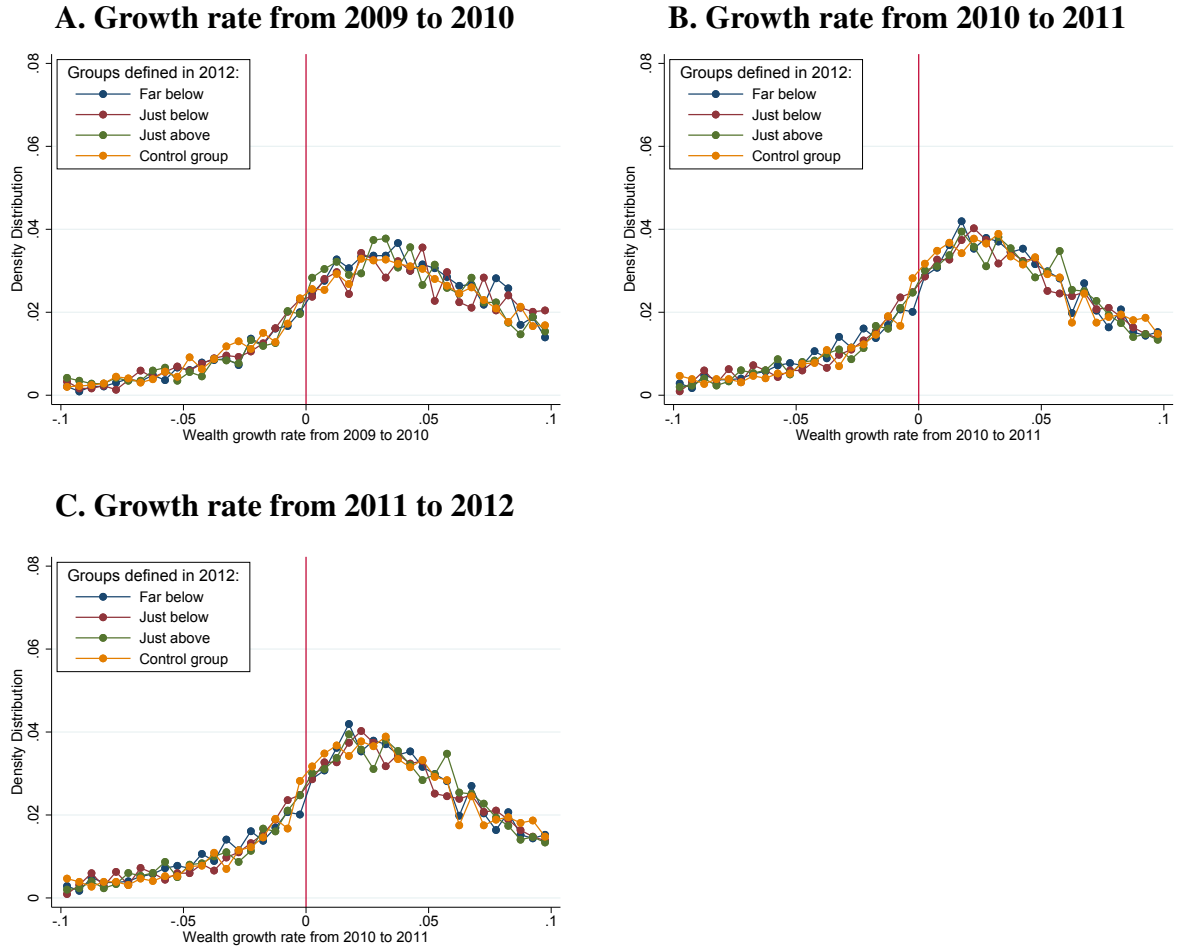 A. Growth rate from 2009 to 2010
Groups defined in 2012:
Far below
Just below
Just above
Control group
Density Distribution
0 .02 .04 .06 .08
-.1 -.05 0 .05 .1
Wealth growth rate from 2009 to 2010
B. Growth rate from 2010 to 2011
Groups defined in 2012:
Far below
Just below
Just above
Control group
Density Distribution
0 .02 .04 .06 .08
-.1 -.05 0 .05 .1
Wealth growth rate from 2010 to 2011
C. Growth rate from 2011 to 2012
Groups defined in 2012:
Far below
Just below
Just above
Control group
Density Distribution
0 .02 .04 .06 .08
-.1 -.05 0 .05 .1
Wealth growth rate from 2010 to 2011